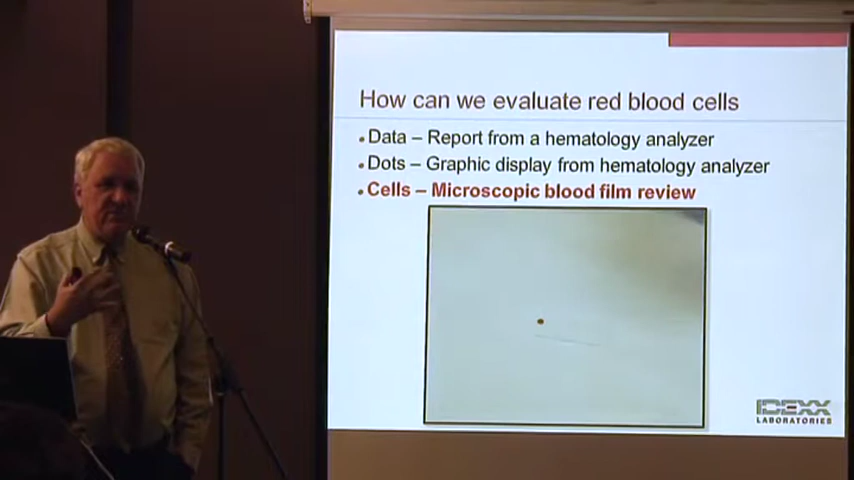 How can we evaluate red blood cells
• Data – Report from a hematology analyzer
• Dots – Graphic display from hematology analyzer
• Cells – Microscopic blood film review
IDEXX
LABORATORIES